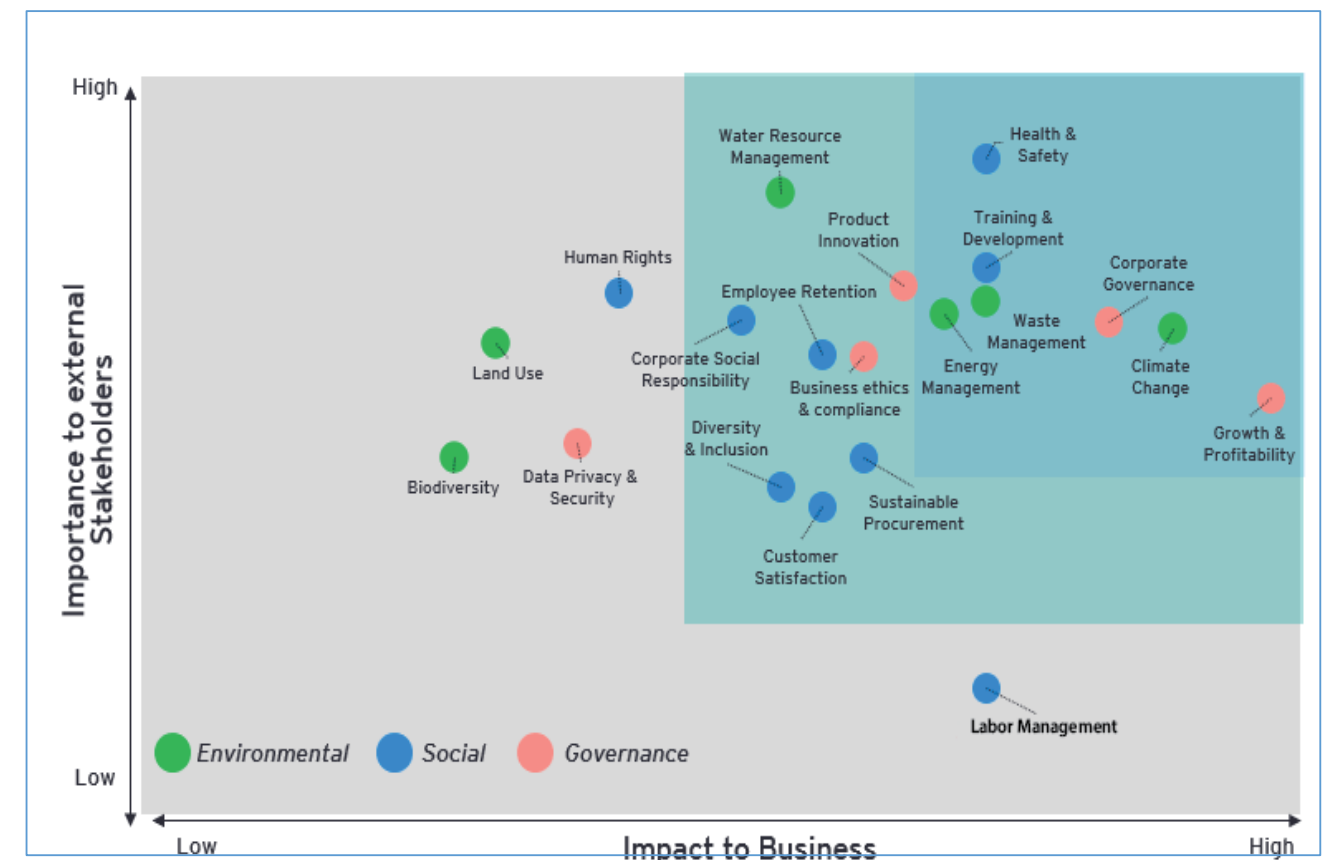 High
Water Resource
Management
Health &
Safety
Product
Innovation
Training &
Development
Human Rights
Corporate
Governance
Employee Retention
Waste
Management
Land Use
Corporate Social
Responsibility
Energy
Management
Climate
Change
Business ethics
& compliance
Diversity
& Inclusion
Growth &
Profitability
Biodiversity
Data Privacy &
Security
Sustainable
Procurement
Customer
Satisfaction
Importance to external
Stakeholders
Labor Management
Environmental
Social
Governance
Low
Low
Impact to Business
High